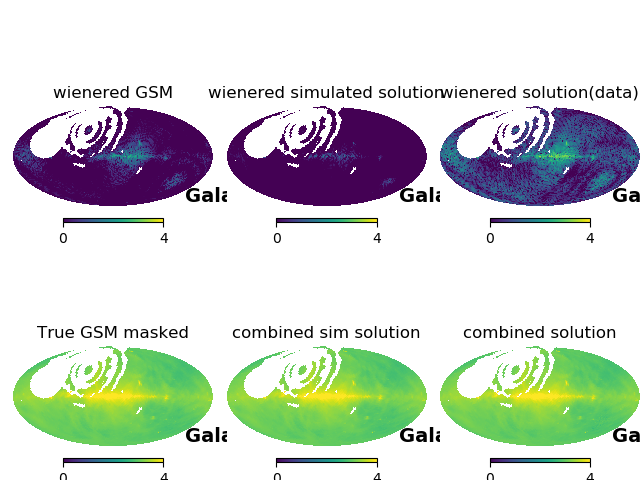 wienered GSM wienered simulated solution wienered solution(data)
Gala Gala Ga
0 4 0 4 0 4
True GSM masked combined sim solution combined solution
Gala Gala Ga
0 4 0 4 0 4